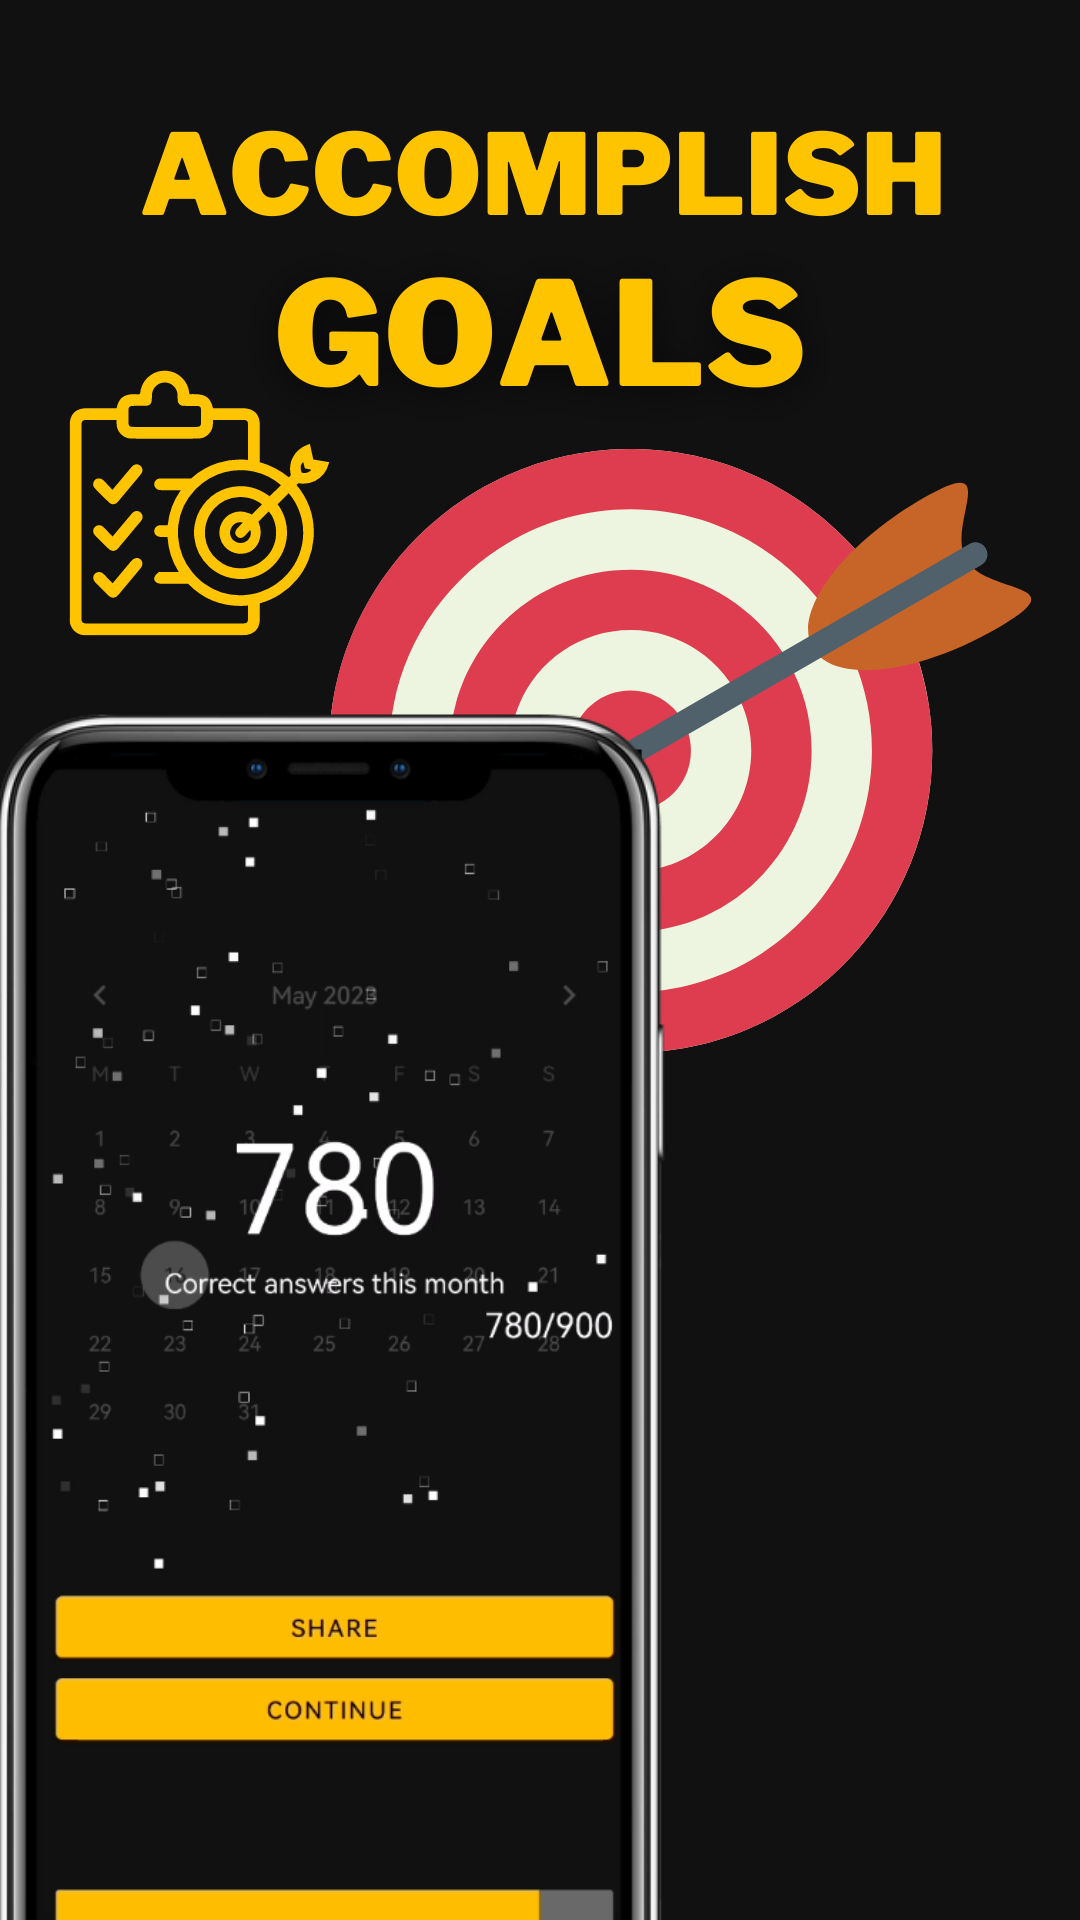 ACCOMPLISH
GOALS
May 2023
M T W F S S
1 2 3 4 5 6 7
780
8 9 10 11 12 13 14
15 16 17 18 19 20 21
Correct answers this month
780/900
22 23 24 25 26 27 28
29 30 31
SHARE
CONTINUE